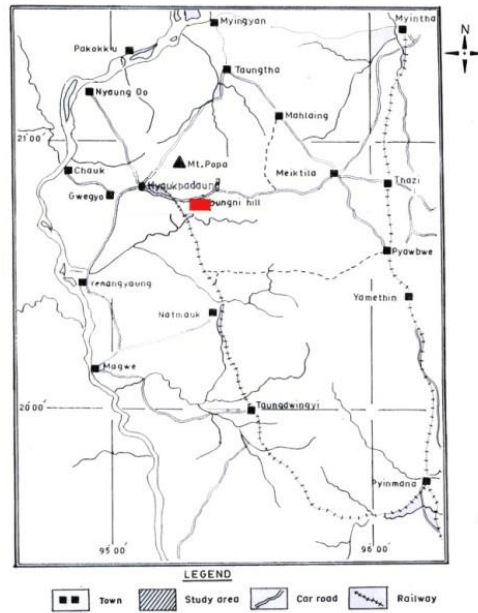 Myingyan
Myintha
Pakokku
N
Taungtha
Nyaung Oo
Mahlaing
21°00'
Mt. Popa
Chauk
Meiktila
Thazi
Kyaukpadaung
Gwegyo
ungni hill
Pyawbwe
Yenangyaung
Yamethin
Natmauk
Magwe
20°00'
Taungdwingyi
Pyinmana
95°00'
96°00'
LEGEND
Town
Study area
Car road
Railway